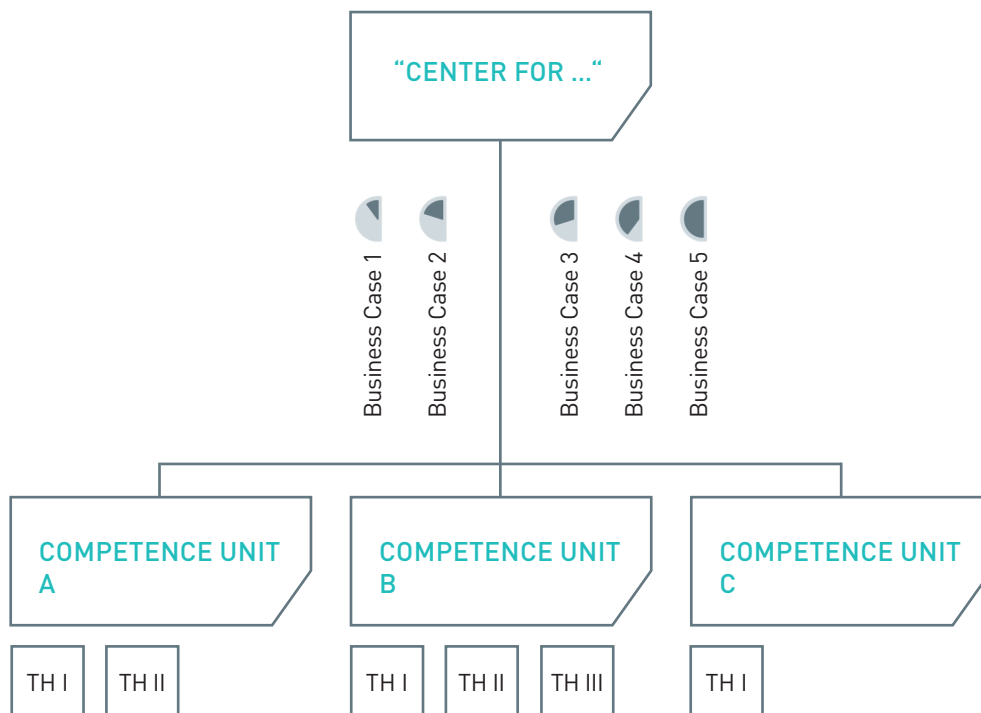 “CENTER FOR ...“
Business Case 1
Business Case 2
Business Case 3
Business Case 4
Business Case 5
COMPETENCE UNIT
A
COMPETENCE UNIT
B
COMPETENCE UNIT
C
TH I
TH II
TH I
TH II
TH III
TH I